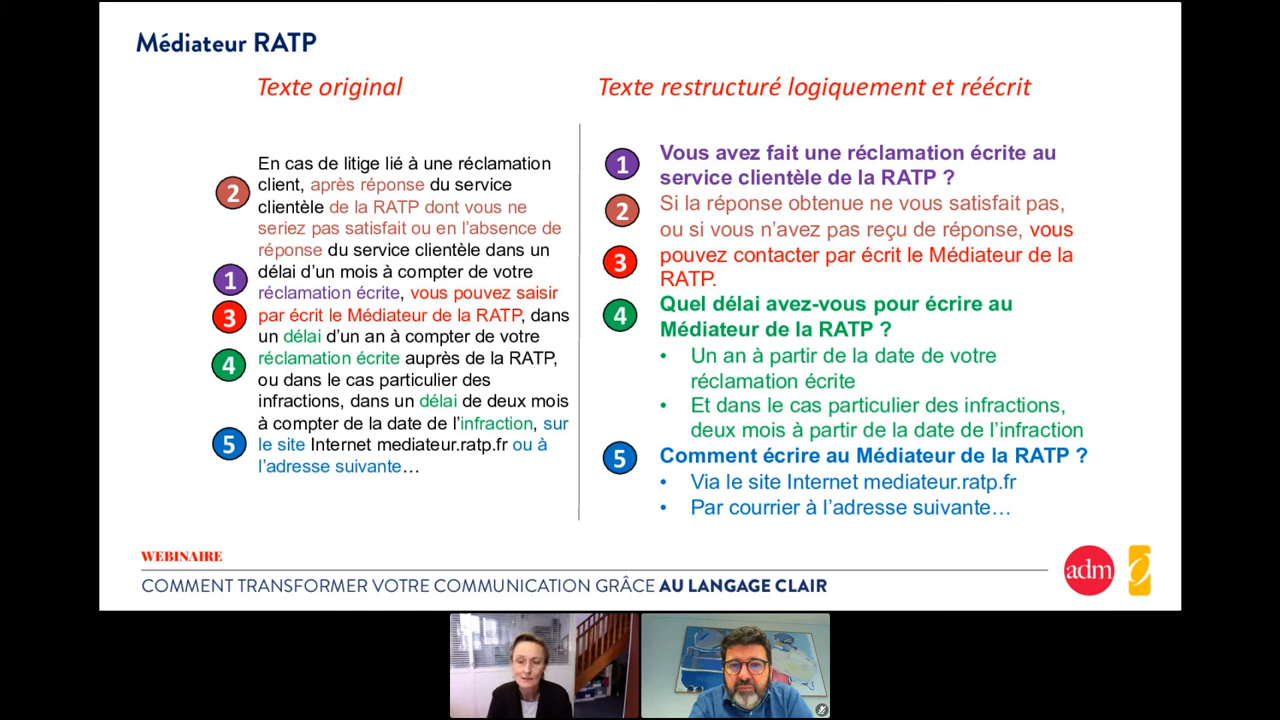 Médiateur RATP
Texte original
En cas de litige lié à une réclamation
client, après réponse du service
clientèle de la RATP dont vous ne
seriez pas satisfait ou en l'absence de
réponse du service clientèle dans un
délai d'un mois à compter de votre
réclamation écrite, vous pouvez saisir
par écrit le Médiateur de la RATP, dans
un délai d'un an à compter de votre
réclamation écrite auprès de la RATP,
ou dans le cas particulier des
infractions, dans un délai de deux mois
à compter de la date de l'infraction, sur
le site Internet mediateur.ratp.fr ou à
l'adresse suivante…
2
1
3
4
5
Texte restructuré logiquement et réécrit
1
Vous avez fait une réclamation écrite au
service clientèle de la RATP ?
2
Si la réponse obtenue ne vous satisfait pas,
ou si vous n'avez pas reçu de réponse, vous
3
pouvez contacter par écrit le Médiateur de la
RATP.
4
Quel délai avez-vous pour écrire au
Médiateur de la RATP ?
• Un an à partir de la date de votre
réclamation écrite
• Et dans le cas particulier des infractions,
deux mois à partir de la date de l'infraction
5
Comment écrire au Médiateur de la RATP ?
• Via le site Internet mediateur.ratp.fr
• Par courrier à l'adresse suivante…
WEBINAIRE
COMMENT TRANSFORMER VOTRE COMMUNICATION GRÂCE AU LANGAGE CLAIR
adm